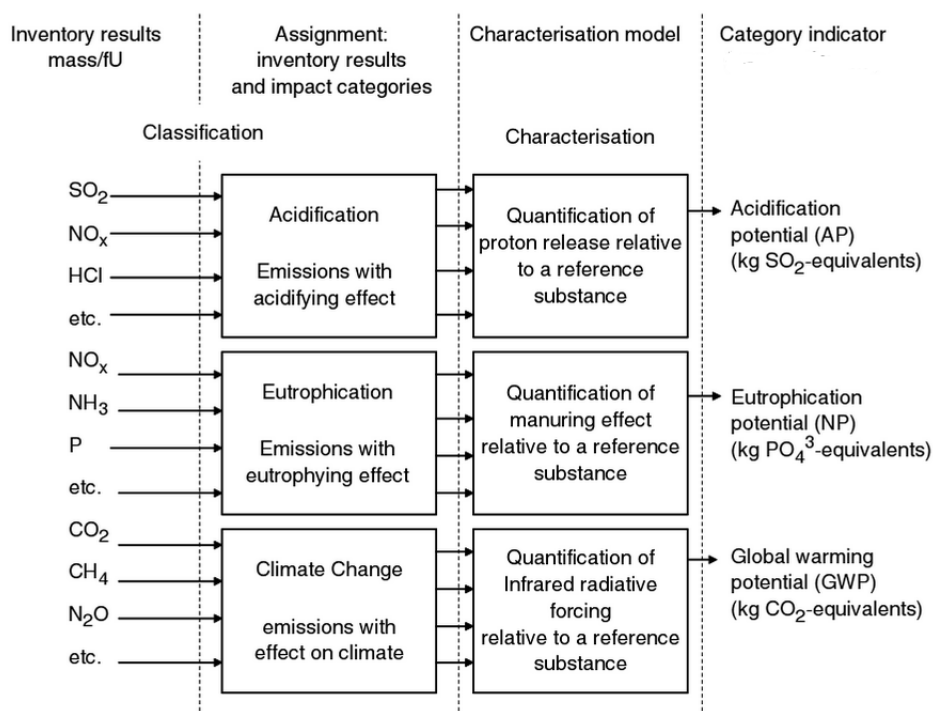 Inventory results
mass/fU
Assignment:
inventory results
and impact categories
Characterisation model
Category indicator
Classification
Characterisation
SO2
NOx
HCl
etc.
Acidification
Emissions with
acidifying effect
Quantification of
proton release relative
to a reference
substance
Acidification
potential (AP)
(kg SO2-equivalents)
NOx
NH3
P
etc.
Eutrophication
Emissions with
eutrophying effect
Quantification of
manuring effect
relative to a reference
substance
Eutrophication
potential (NP)
(kg PO4^3-equivalents)
CO2
CH4
N2O
etc.
Climate Change
emissions with
effect on climate
Quantification of
Infrared radiative
forcing
relative to a reference
substance
Global warming
potential (GWP)
(kg CO2-equivalents)